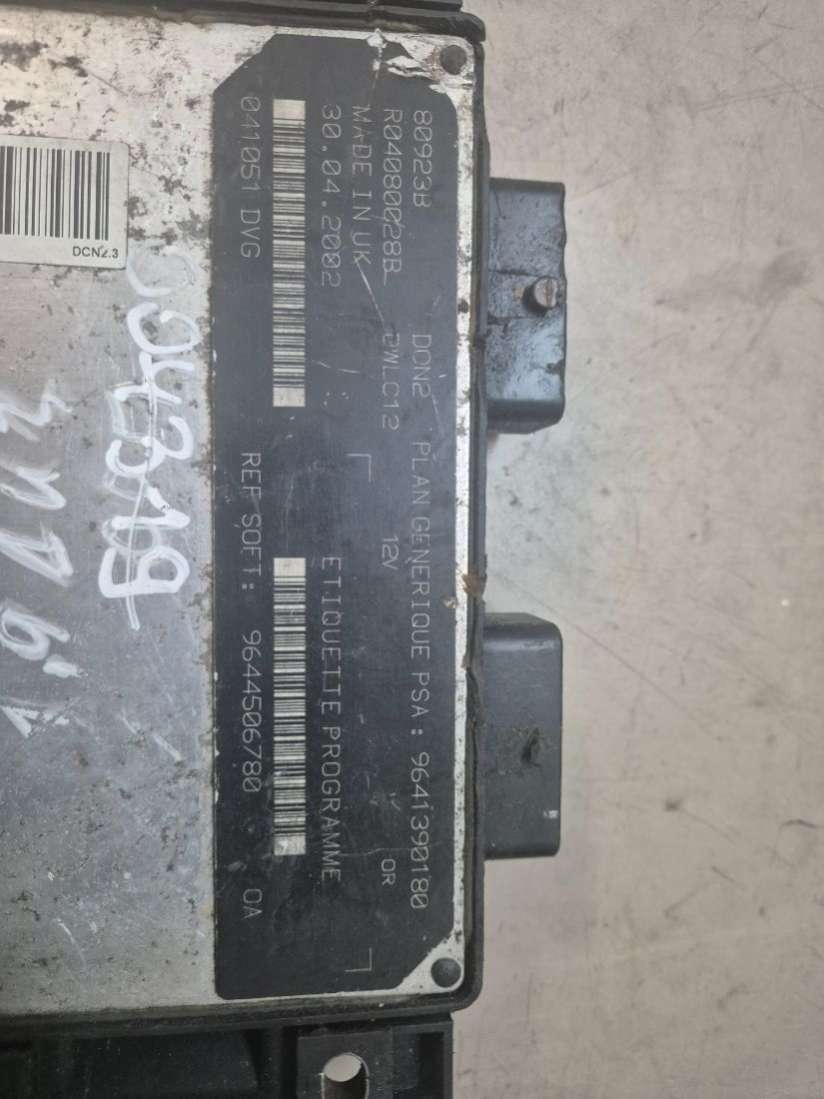 80923B DCN2 PLAN GENERIQUE PSA: 9641390180
R04080028B 2WLC12 12V OR
MADE IN UK
30.04.2002 ETIQUETTE PROGRAMME
041051 DVG REF SOFT: 9644506780 0A
DCN2.3